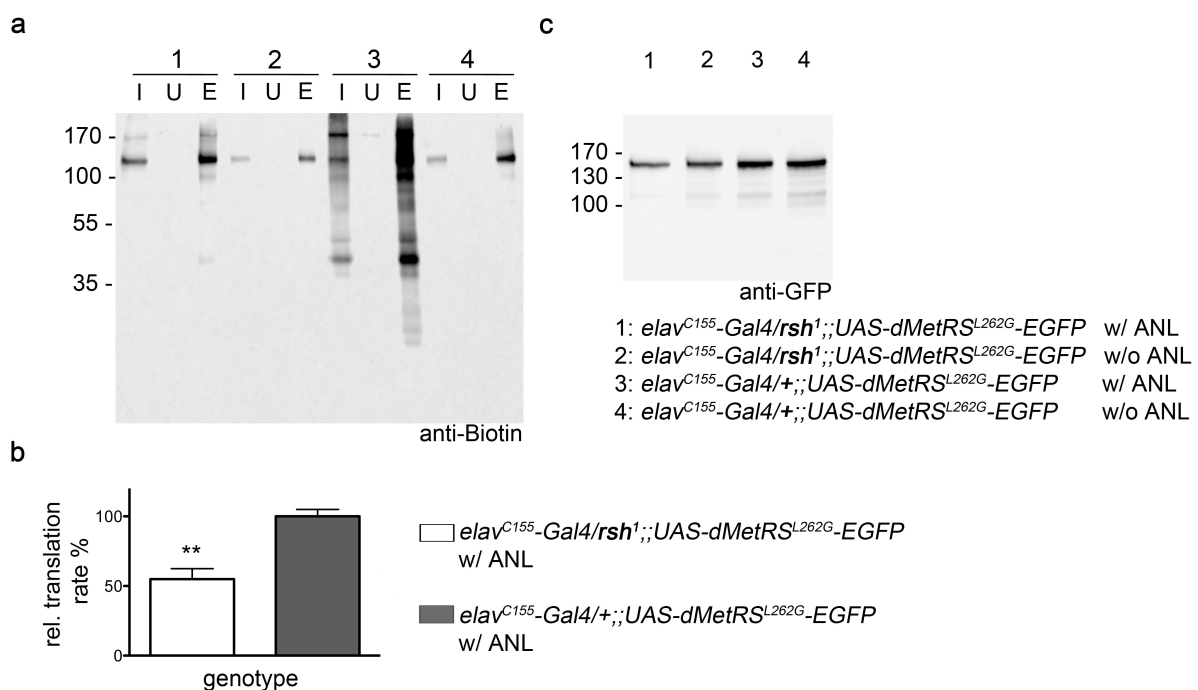 a
1 2 3 4
I U E I U E I U E I U E
170 -
100 -
55 -
35 -
anti-Biotin
c
1 2 3 4
170 -
130 -
100 -
anti-GFP
1: elavC155-Gal4/rsh1;;UAS-dMetRSL262G-EGFP w/ ANL
2: elavC155-Gal4/rsh1;;UAS-dMetRSL262G-EGFP w/o ANL
3: elavC155-Gal4/+;;UAS-dMetRSL262G-EGFP w/ ANL
4: elavC155-Gal4/+;;UAS-dMetRSL262G-EGFP w/o ANL
b
rel. translation
rate %
100
50
0
**
genotype
elavC155-Gal4/rsh1;;UAS-dMetRSL262G-EGFP
w/ ANL
elavC155-Gal4/+;;UAS-dMetRSL262G-EGFP
w/ ANL